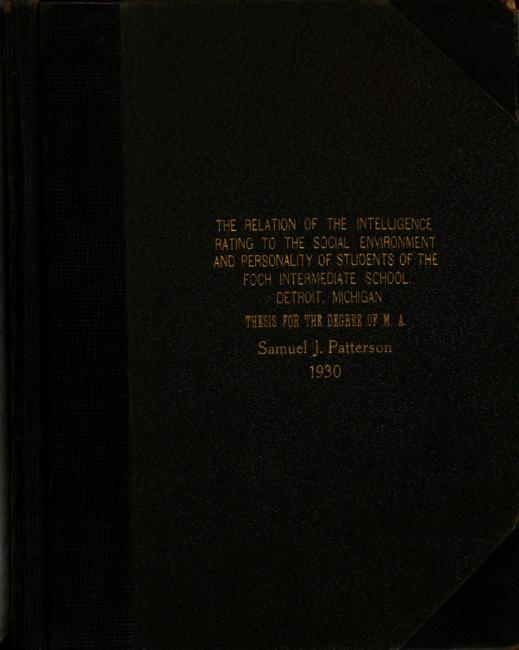 THE RELATION OF THE INTELLIGENCE
RATING TO THE SOCIAL ENVIRONMENT
AND PERSONALITY OF STUDENTS OF THE
FOCH INTERMEDIATE SCHOOL,
DETROIT, MICHIGAN
THESIS FOR THE DEGREE OF M. A.
Samuel J. Patterson
1930